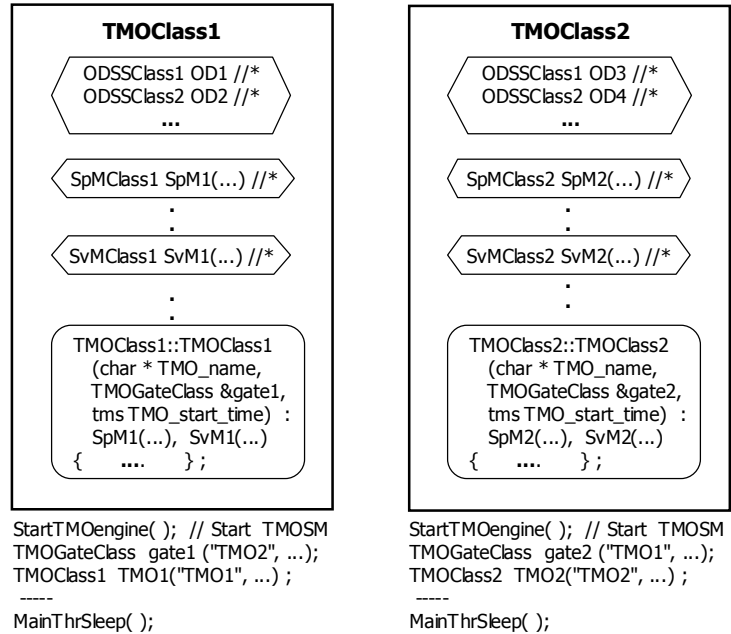 TMOClass1
ODSSClass1 OD1 //*
ODSSClass2 OD2 //*
...
SpMClass1 SpM1(...) //*
.
.
SvMClass1 SvM1(...) //*
.
.
TMOClass1::TMOClass1
(char * TMO_name,
TMOGateClass &gate1,
tms TMO_start_time) :
SpM1(...), SvM1(...)
{ .... } ;
StartTMOengine( ); // Start TMOSM
TMOGateClass gate1 ("TMO2", ...);
TMOClass1 TMO1("TMO1", ...) ;
-----
MainThrSleep( );
TMOClass2
ODSSClass1 OD3 //*
ODSSClass2 OD4 //*
...
SpMClass2 SpM2(...) //*
.
.
SvMClass2 SvM2(...) //*
.
.
TMOClass2::TMOClass2
(char * TMO_name,
TMOGateClass &gate2,
tms TMO_start_time) :
SpM2(...), SvM2(...)
{ .... } ;
StartTMOengine( ); // Start TMOSM
TMOGateClass gate2 ("TMO1", ...);
TMOClass2 TMO2("TMO2", ...) ;
-----
MainThrSleep( );